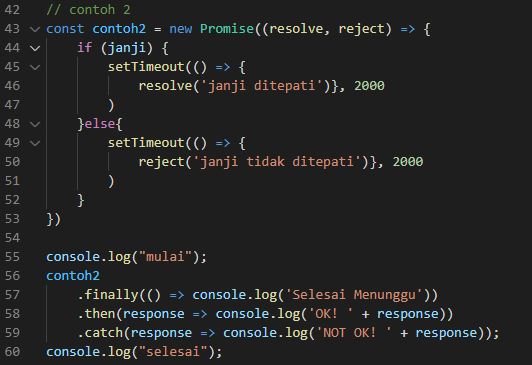 42 // contoh 2
43 const contoh2 = new Promise((resolve, reject) => {
44     if (janji) {
45         setTimeout(() => {
46             resolve('janji ditepati')}, 2000
47         )
48     }else{
49         setTimeout(() => {
50             reject('janji tidak ditepati')}, 2000
51         )
52     }
53 })
54
55 console.log("mulai");
56 contoh2
57     .finally(() => console.log('Selesai Menunggu'))
58     .then(response => console.log('OK! ' + response))
59     .catch(response => console.log('NOT OK! ' + response));
60 console.log("selesai");